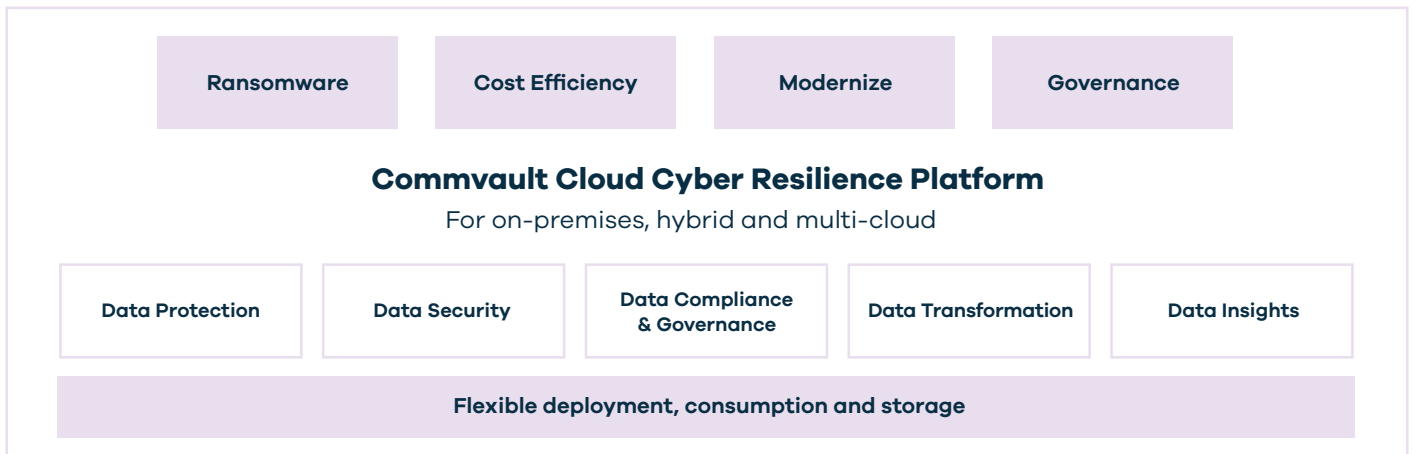 Ransomware
Cost Efficiency
Modernize
Governance
Commvault Cloud Cyber Resilience Platform
For on-premises, hybrid and multi-cloud
Data Protection
Data Security
Data Compliance
& Governance
Data Transformation
Data Insights
Flexible deployment, consumption and storage